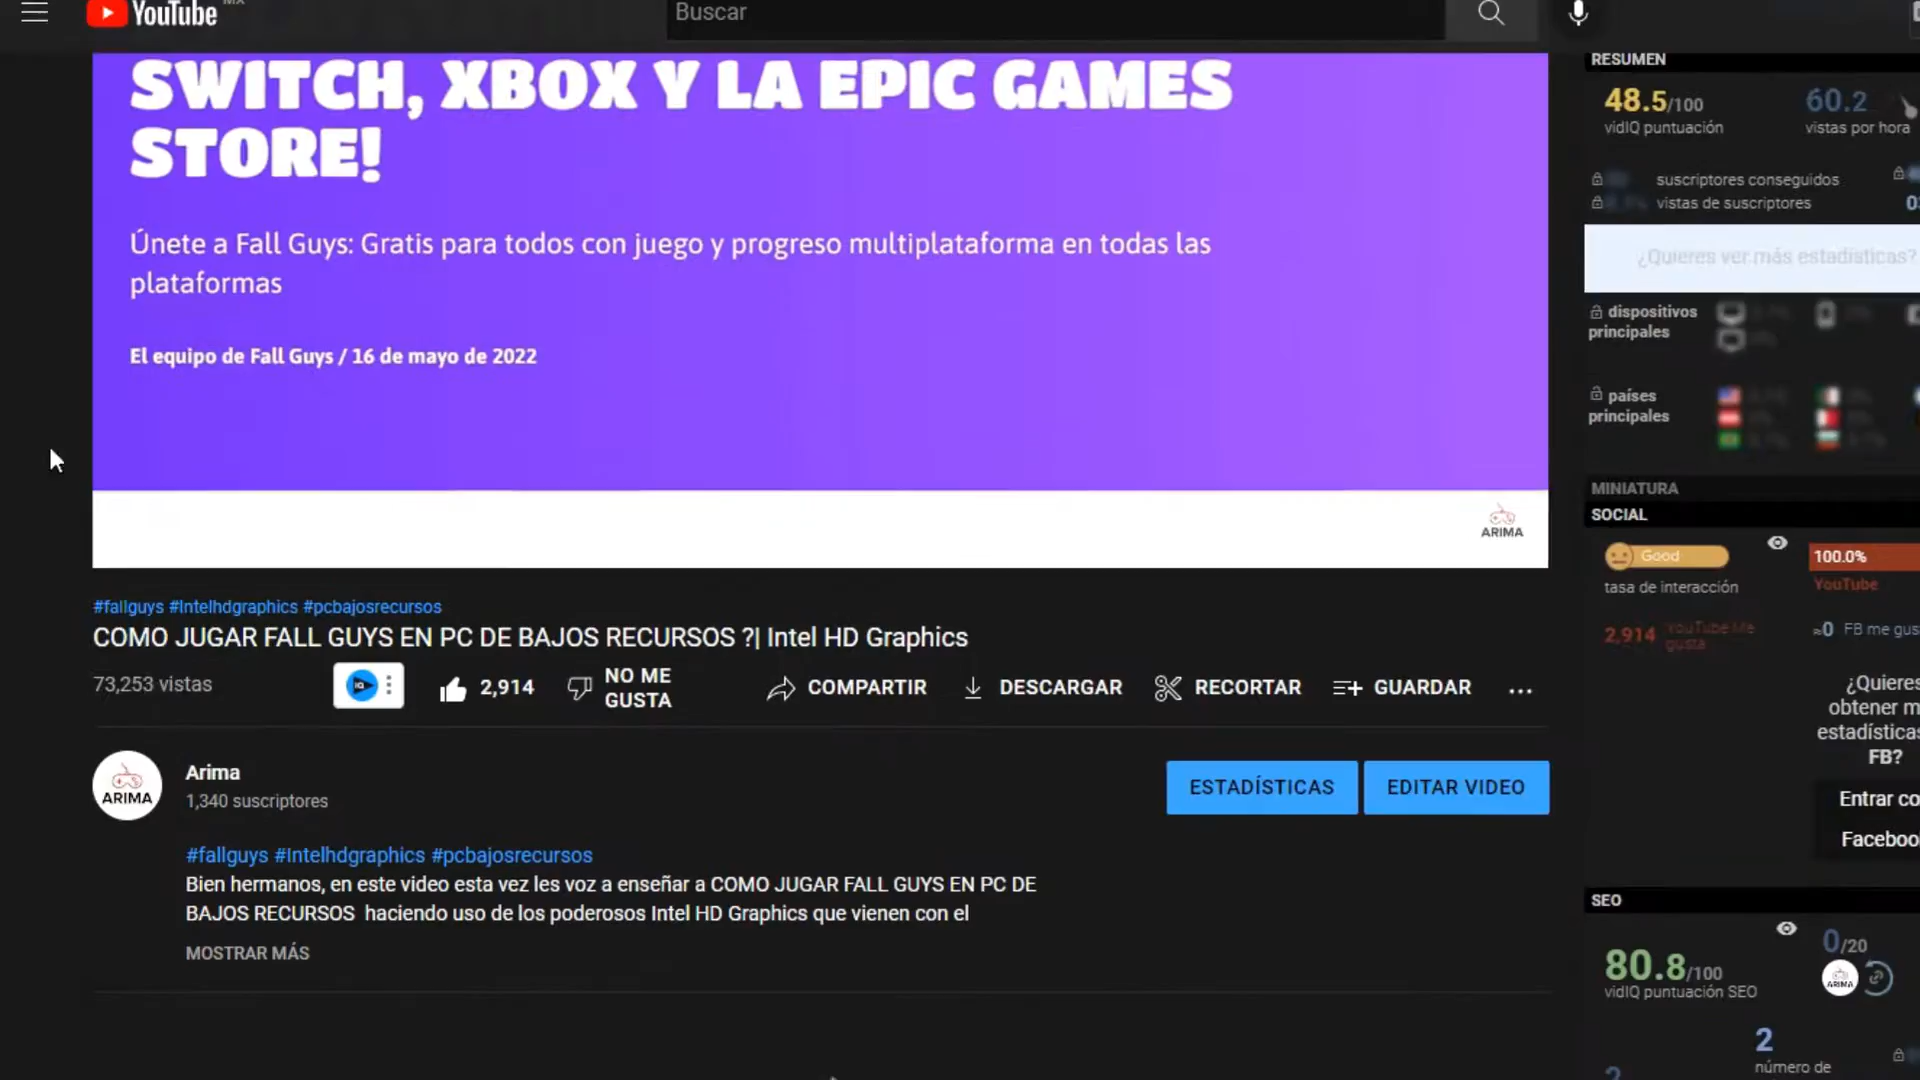 YouTube MX
Buscar
SWITCH, XBOX Y LA EPIC GAMES
STORE!
Únete a Fall Guys: Gratis para todos con juego y progreso multiplataforma en todas las
plataformas
El equipo de Fall Guys / 16 de mayo de 2022
ARIMA
#fallguys #Intelhdgraphics #pcbajosrecursos
COMO JUGAR FALL GUYS EN PC DE BAJOS RECURSOS ?| Intel HD Graphics
73,253 vistas
IQ
2,914
NO ME
GUSTA
COMPARTIR
DESCARGAR
RECORTAR
GUARDAR
ARIMA
Arima
1,340 suscriptores
ESTADÍSTICAS
EDITAR VIDEO
#fallguys #Intelhdgraphics #pcbajosrecursos
Bien hermanos, en este video esta vez les voz a enseñar a COMO JUGAR FALL GUYS EN PC DE
BAJOS RECURSOS haciendo uso de los poderosos Intel HD Graphics que vienen con el
MOSTRAR MÁS
RESUMEN
48.5/100
vidIQ puntuación
60.2
vistas por hora
suscriptores conseguidos
vistas de suscriptores
¿Quieres ver más estadísticas?
dispositivos
principales
países
principales
MINIATURA
SOCIAL
Good
tasa de interacción
100.0%
YouTube
2,914 YouTube Me
gusta
≈0 FB me gus
¿Quieres
obtener m
estadísticas
FB?
Entrar co
Faceboo
SEO
80.8/100
vidIQ puntuación SEO
0/20
ARIMA
2
número de